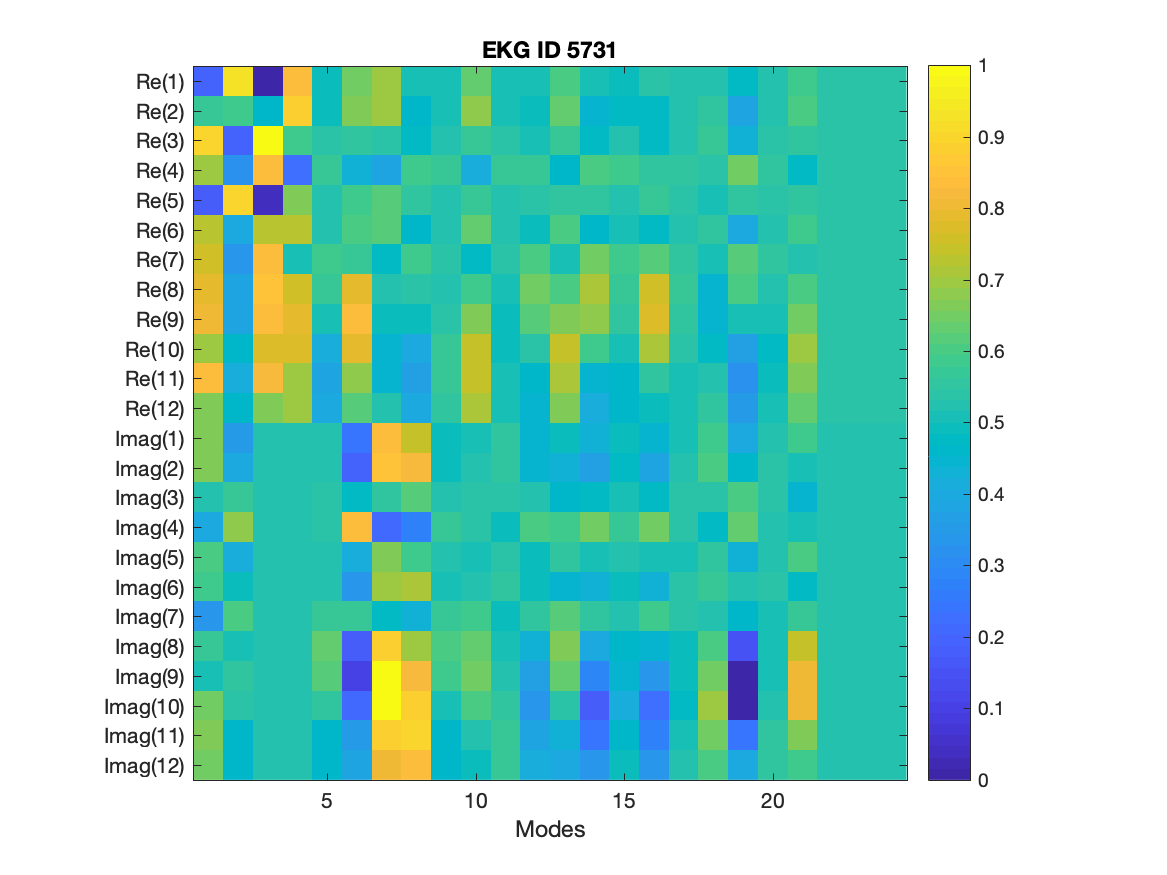 EKG ID 5731
Re(1)
Re(2)
Re(3)
Re(4)
Re(5)
Re(6)
Re(7)
Re(8)
Re(9)
Re(10)
Re(11)
Re(12)
Imag(1)
Imag(2)
Imag(3)
Imag(4)
Imag(5)
Imag(6)
Imag(7)
Imag(8)
Imag(9)
Imag(10)
Imag(11)
Imag(12)
5 10 15 20
Modes
1
0.9
0.8
0.7
0.6
0.5
0.4
0.3
0.2
0.1
0